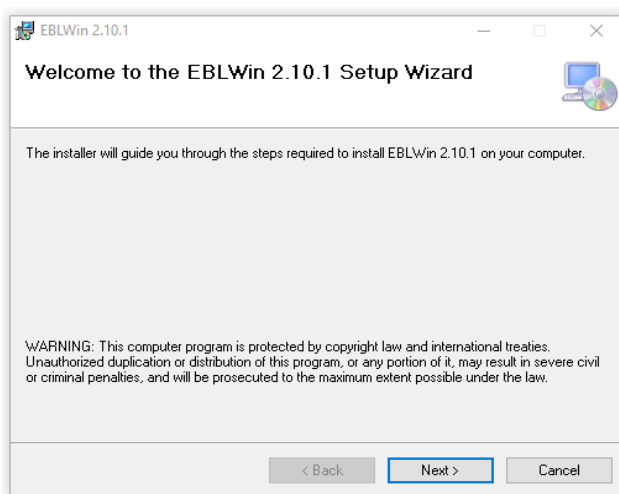 EBLWin 2.10.1
Welcome to the EBLWin 2.10.1 Setup Wizard
The installer will guide you through the steps required to install EBLWin 2.10.1 on your computer.
WARNING: This computer program is protected by copyright law and international treaties.
Unauthorized duplication or distribution of this program, or any portion of it, may result in severe civil
or criminal penalties, and will be prosecuted to the maximum extent possible under the law.
< Back
Next >
Cancel